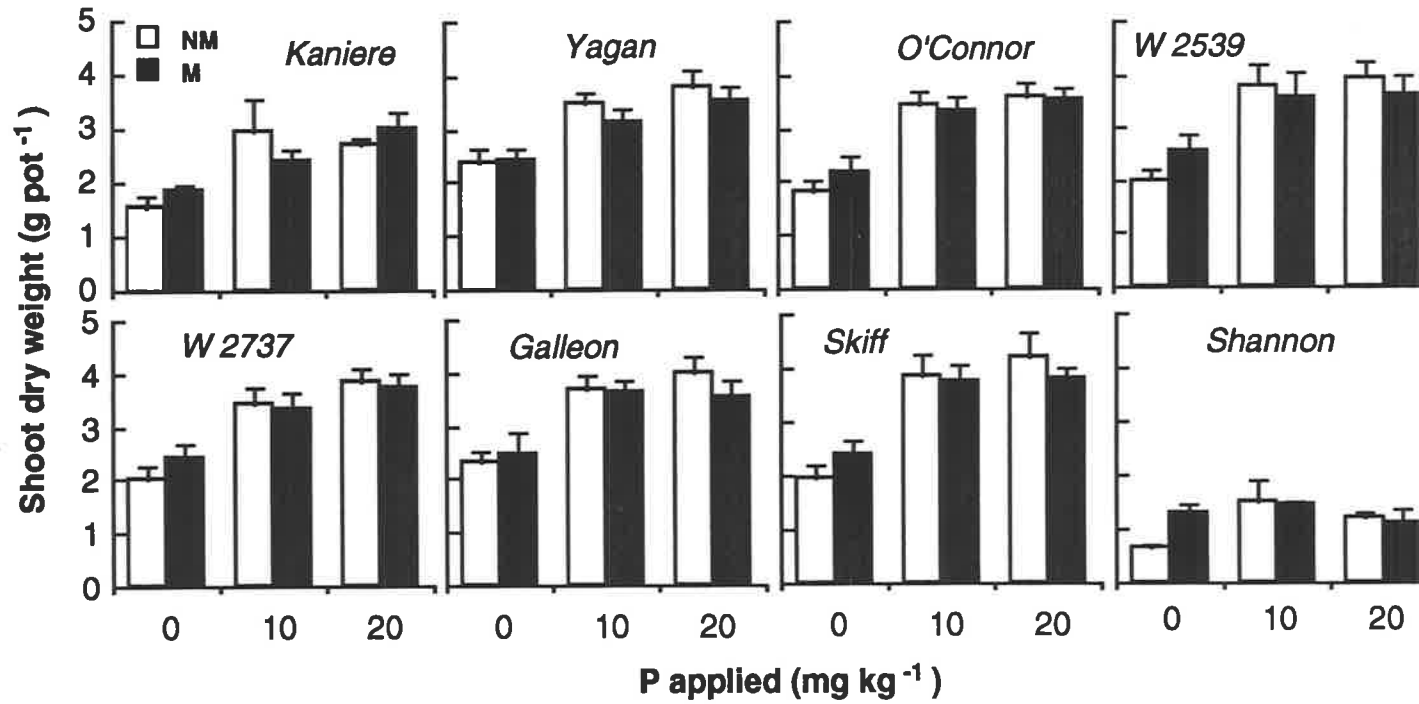 Shoot dry weight (g pot -1)
5
4
3
2
1
0
NM
M
Kaniere
Yagan
O'Connor
W 2539
5
4
3
2
1
0
W 2737
Galleon
Skiff
Shannon
0 10 20
0 10 20
0 10 20
0 10 20
P applied (mg kg -1)